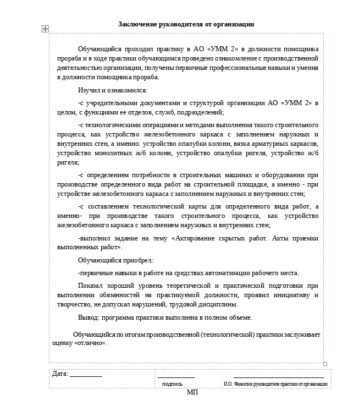 Заключение руководителя от организации
Обучающийся проходил практику в АО «УММ 2» в должности помощника
прораба и в ходе практики обучающимся проведено ознакомление с производственной
деятельностью организации, получены первичные профессиональные навыки и умения
в должности помощника прораба.
Изучил и ознакомился:
-с учредительными документами и структурой организации АО «УММ 2» в
целом, с функциями ее отделов, служб, подразделений;
-с технологическими операциями и методами выполнения такого строительного
процесса, как устройство железобетонного каркаса с заполнением наружных и
внутренних стен, а именно: устройство опалубки колонн, вязка арматурных каркасов,
устройство монолитных ж/б колонн, устройство опалубки ригеля, устройство ж/б
ригеля;
-с определением потребности в строительных машинах и оборудовании при
производстве определенного вида работ на строительной площадке, а именно - при
устройстве железобетонного каркаса с заполнением наружных и внутренних стен;
-с составлением технологической карты для определенного вида работ, а
именно- при производстве такого строительного процесса, как устройство
железобетонного каркаса с заполнением наружных и внутренних стен;
-выполнил задание на тему «Актирование скрытых работ. Акты приемки
выполненных работ».
Обучающийся приобрел:
-первичные навыки в работе на средствах автоматизации рабочего места.
Показал хороший уровень теоретической и практической подготовки при
выполнении обязанностей на практикуемой должности, проявил инициативу и
творчество, не допускал нарушений, трудовой дисциплины.
Вывод: программа практики выполнена в полном объеме.
Обучающийся по итогам производственной (технологической) практики заслуживает
оценку «отлично».
Дата: __________ ____________ ____________________________
подпись И.О. Фамилия руководителя практики от организации
МП